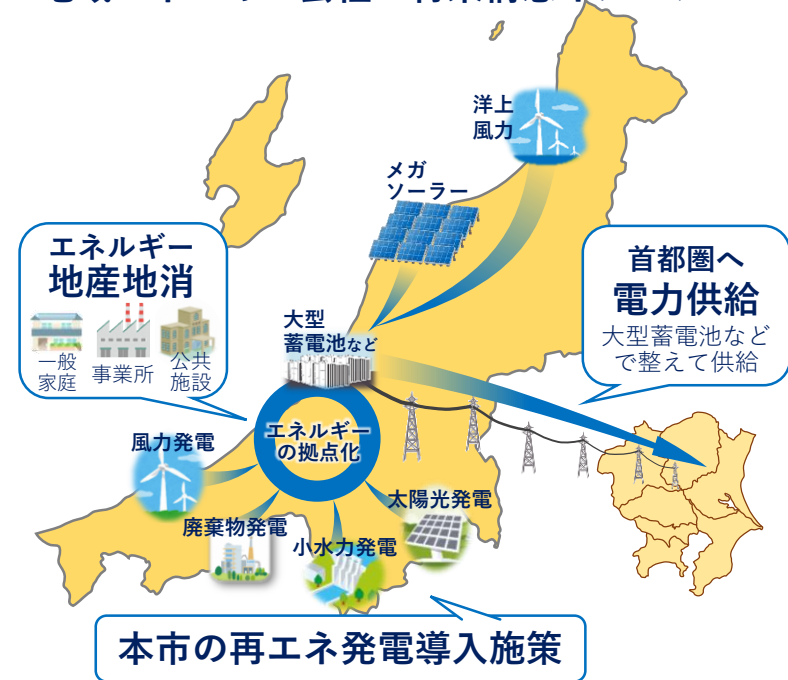 洋上
風力
メガ
ソーラー
エネルギー
地産地消
一般
家庭
事業所
公共
施設
首都圏へ
電力供給
大型蓄電池など
で整えて供給
大型
蓄電池など
エネルギー
の拠点化
風力発電
廃棄物発電
小水力発電
太陽光発電
本市の再エネ発電導入施策